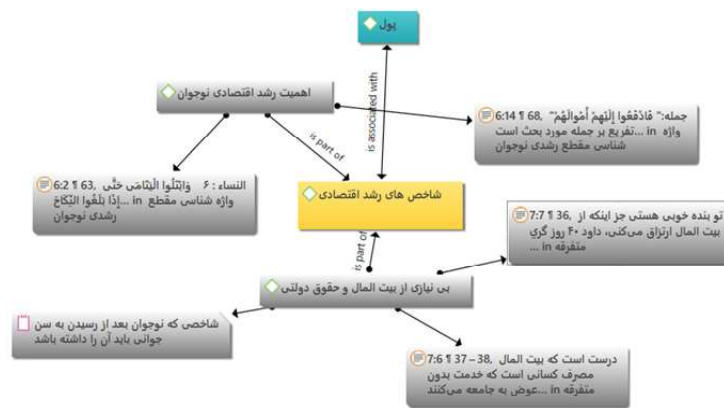 پول
اهمیت رشد اقتصادی نوجوان
is associated with
is part of
6:14 ¶ 68, جمله:" فَادْفَعُوا إِلَيْهِمْ أَمْوَالَهُمْ"
تفریع بر جمله مورد بحث است... in واژه
شناسی مقطع رشدی نوجوان
6:2 ¶ 63, النساء : ۶ وَابْتَلُوا الْيَتَامَى حَتَّى
إِذَا بَلَغُوا النِّكَاحَ... in واژه شناسی مقطع
رشدی نوجوان
شاخص های رشد اقتصادی
7:7 ¶ 36, تو بنده خوبی هستی جز اینکه از
بیت المال ارتزاق می‌کنی، داود ۴۰ روز گری
... in متفرقه
is part of
بی نیازی از بیت المال و حقوق دولتی
شاخصی که نوجوان بعد از رسیدن به سن
جوانی باید آن را داشته باشد
7:6 ¶ 37 – 38, درست است که بیت المال
مصرف کسانی است که خدمت بدون
عوض به جامعه می‌کنند... in متفرقه